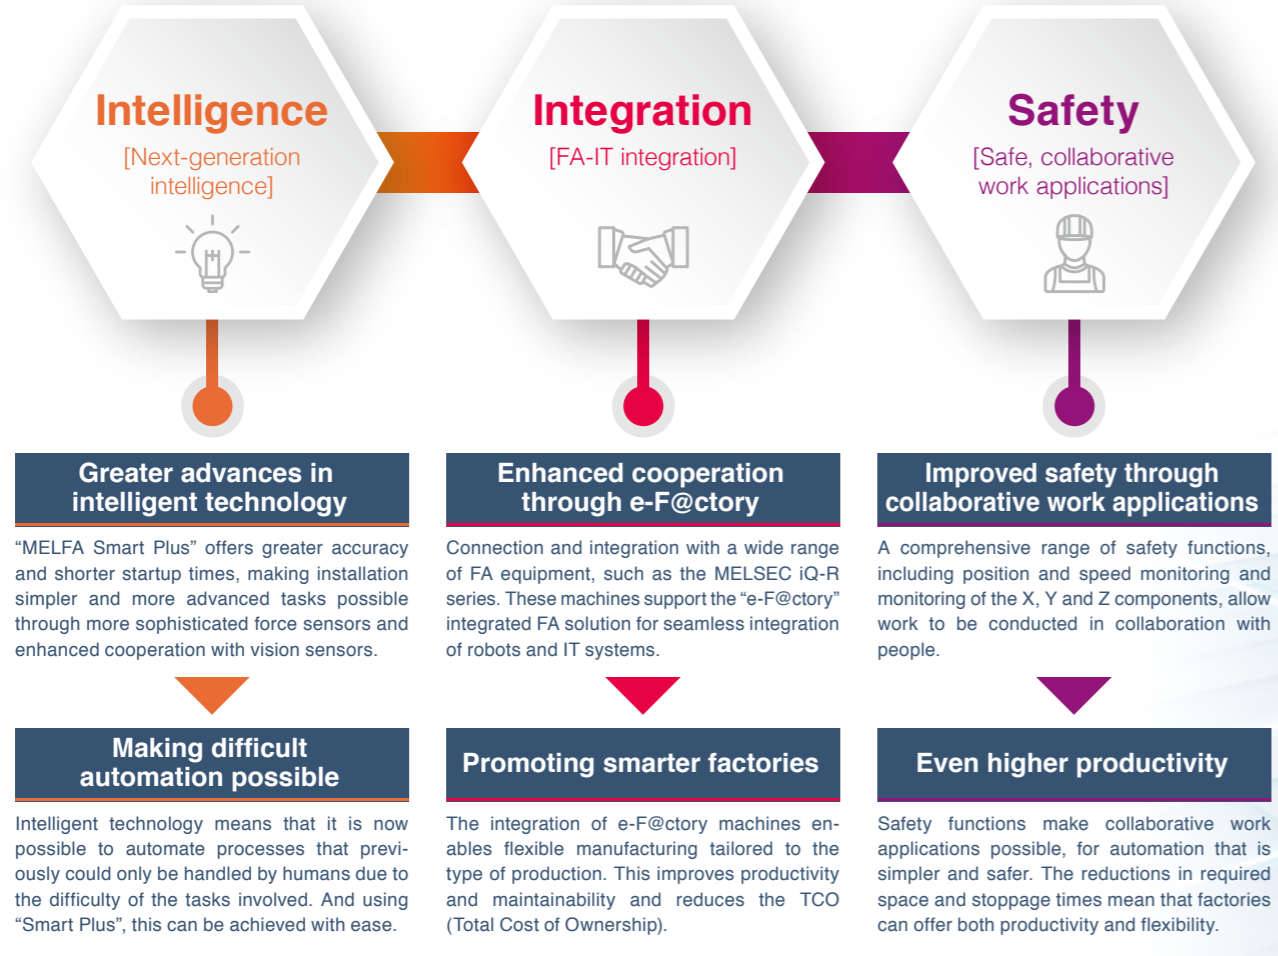 Intelligence
[Next-generation
intelligence]
Integration
[FA-IT integration]
Safety
[Safe, collaborative
work applications]
Greater advances in
intelligent technology
“MELFA Smart Plus” offers greater accuracy
and shorter startup times, making installation
simpler and more advanced tasks possible
through more sophisticated force sensors and
enhanced cooperation with vision sensors.
Making difficult
automation possible
Intelligent technology means that it is now
possible to automate processes that previ-
ously could only be handled by humans due to
the difficulty of the tasks involved. And using
“Smart Plus”, this can be achieved with ease.
Enhanced cooperation
through e-F@ctory
Connection and integration with a wide range
of FA equipment, such as the MELSEC iQ-R
series. These machines support the “e-F@ctory”
integrated FA solution for seamless integration
of robots and IT systems.
Promoting smarter factories
The integration of e-F@ctory machines en-
ables flexible manufacturing tailored to the
type of production. This improves productivity
and maintainability and reduces the TCO
(Total Cost of Ownership).
Improved safety through
collaborative work applications
A comprehensive range of safety functions,
including position and speed monitoring and
monitoring of the X, Y and Z components, allow
work to be conducted in collaboration with
people.
Even higher productivity
Safety functions make collaborative work
applications possible, for automation that is
simpler and safer. The reductions in required
space and stoppage times mean that factories
can offer both productivity and flexibility.